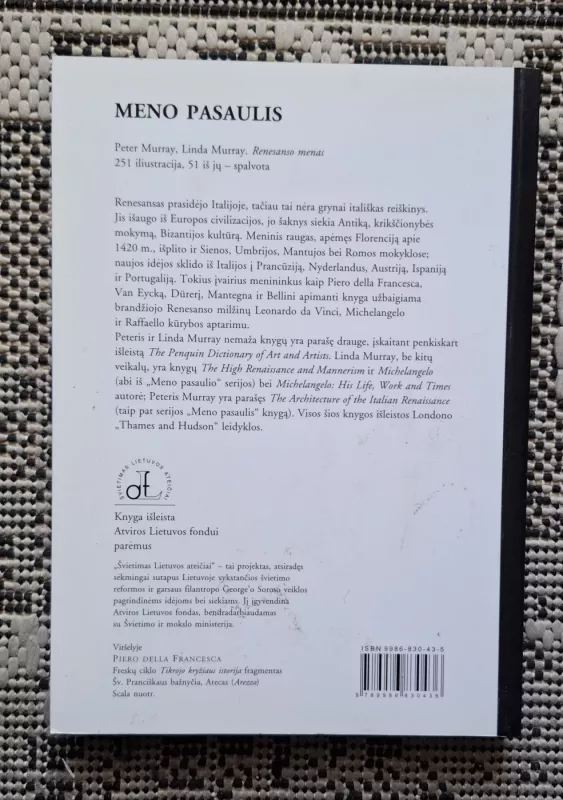 MENO PASAULIS
Peter Murray, Linda Murray. Renesanso menas
251 iliustracija, 51 iš jų – spalvota
Renesansas prasidėjo Italijoje, tačiau tai nėra grynai itališkas reiškinys.
Jis išaugo iš Europos civilizacijos, jo šaknys siekia Antiką, krikščionybės
mokymą, Bizantijos kultūrą. Meninis raugas, apėmęs Florenciją apie
1420 m., išplito ir Sienos, Umbrijos, Mantujos bei Romos mokyklose;
naujos idėjos sklido iš Italijos į Prancūziją, Nyderlandus, Austriją, Ispaniją
ir Portugaliją. Tokius įvairius menininkus kaip Piero della Francesca,
Van Eycką, Dürerį, Mantegna ir Bellini apimanti knyga užbaigiama
brandžiojo Renesanso milžinų Leonardo da Vinci, Michelangelo
ir Raffaello kūrybos aptarimu.
Peteris ir Linda Murray nemaža knygų yra parašę drauge, įskaitant penkiskart
išleistą The Penguin Dictionary of Art and Artists. Linda Murray, be kitų
veikalų, yra knygų The High Renaissance and Mannerism ir Michelangelo
(abi iš „Meno pasaulio“ serijos) bei Michelangelo: His Life, Work and Times
autorė; Peteris Murray yra parašęs The Architecture of the Italian Renaissance
(taip pat serijos „Meno pasaulis“ knygą). Visos šios knygos išleistos Londono
„Thames and Hudson“ leidyklos.
ŠVIETIMAS LIETUVOS ATEIČIAI
Knyga išleista
Atviros Lietuvos fondui
parėmus
„Švietimas Lietuvos ateičiai“ – tai projektas, atsiradęs
sėkmingai sutapus Lietuvoje vykstančios švietimo
reformos ir garsaus filantropo George'o Soroso veiklos
pagrindinėms idėjoms bei siekiams. Jį įgyvendina
Atviros Lietuvos fondas, bendradarbiaudamas
su Švietimo ir mokslo ministerija.
Viršelyje
PIERO DELLA FRANCESCA
Freskų ciklo Tikrojo kryžiaus istorija fragmentas
Šv. Pranciškaus bažnyčia, Arecas (Arezzo)
Scala nuotr.
ISBN 9986-830-43-5
9 789986 830436